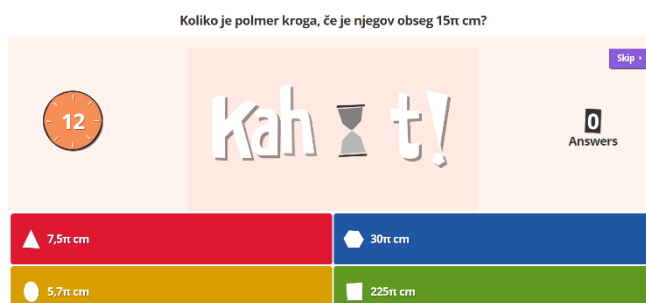 Koliko je polmer kroga, če je njegov obseg 15π cm?
Skip ›
12
Kahoot!
0
Answers
7,5π cm
30π cm
5,7π cm
225π cm